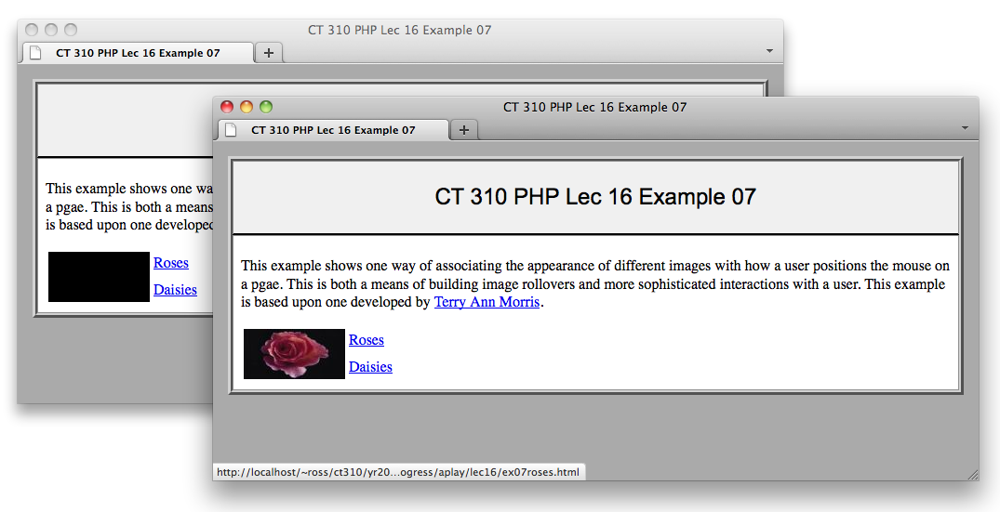 CT 310 PHP Lec 16 Example 07
CT 310 PHP Lec 16 Example 07
This example shows one wa
a pgae. This is both a means
is based upon one developed
Roses
Daisies
CT 310 PHP Lec 16 Example 07
CT 310 PHP Lec 16 Example 07
CT 310 PHP Lec 16 Example 07
This example shows one way of associating the appearance of different images with how a user positions the mouse on
a pgae. This is both a means of building image rollovers and more sophisticated interactions with a user. This example
is based upon one developed by Terry Ann Morris.
Roses
Daisies
http://localhost/~ross/ct310/yr20...ogress/aplay/lec16/ex07roses.html